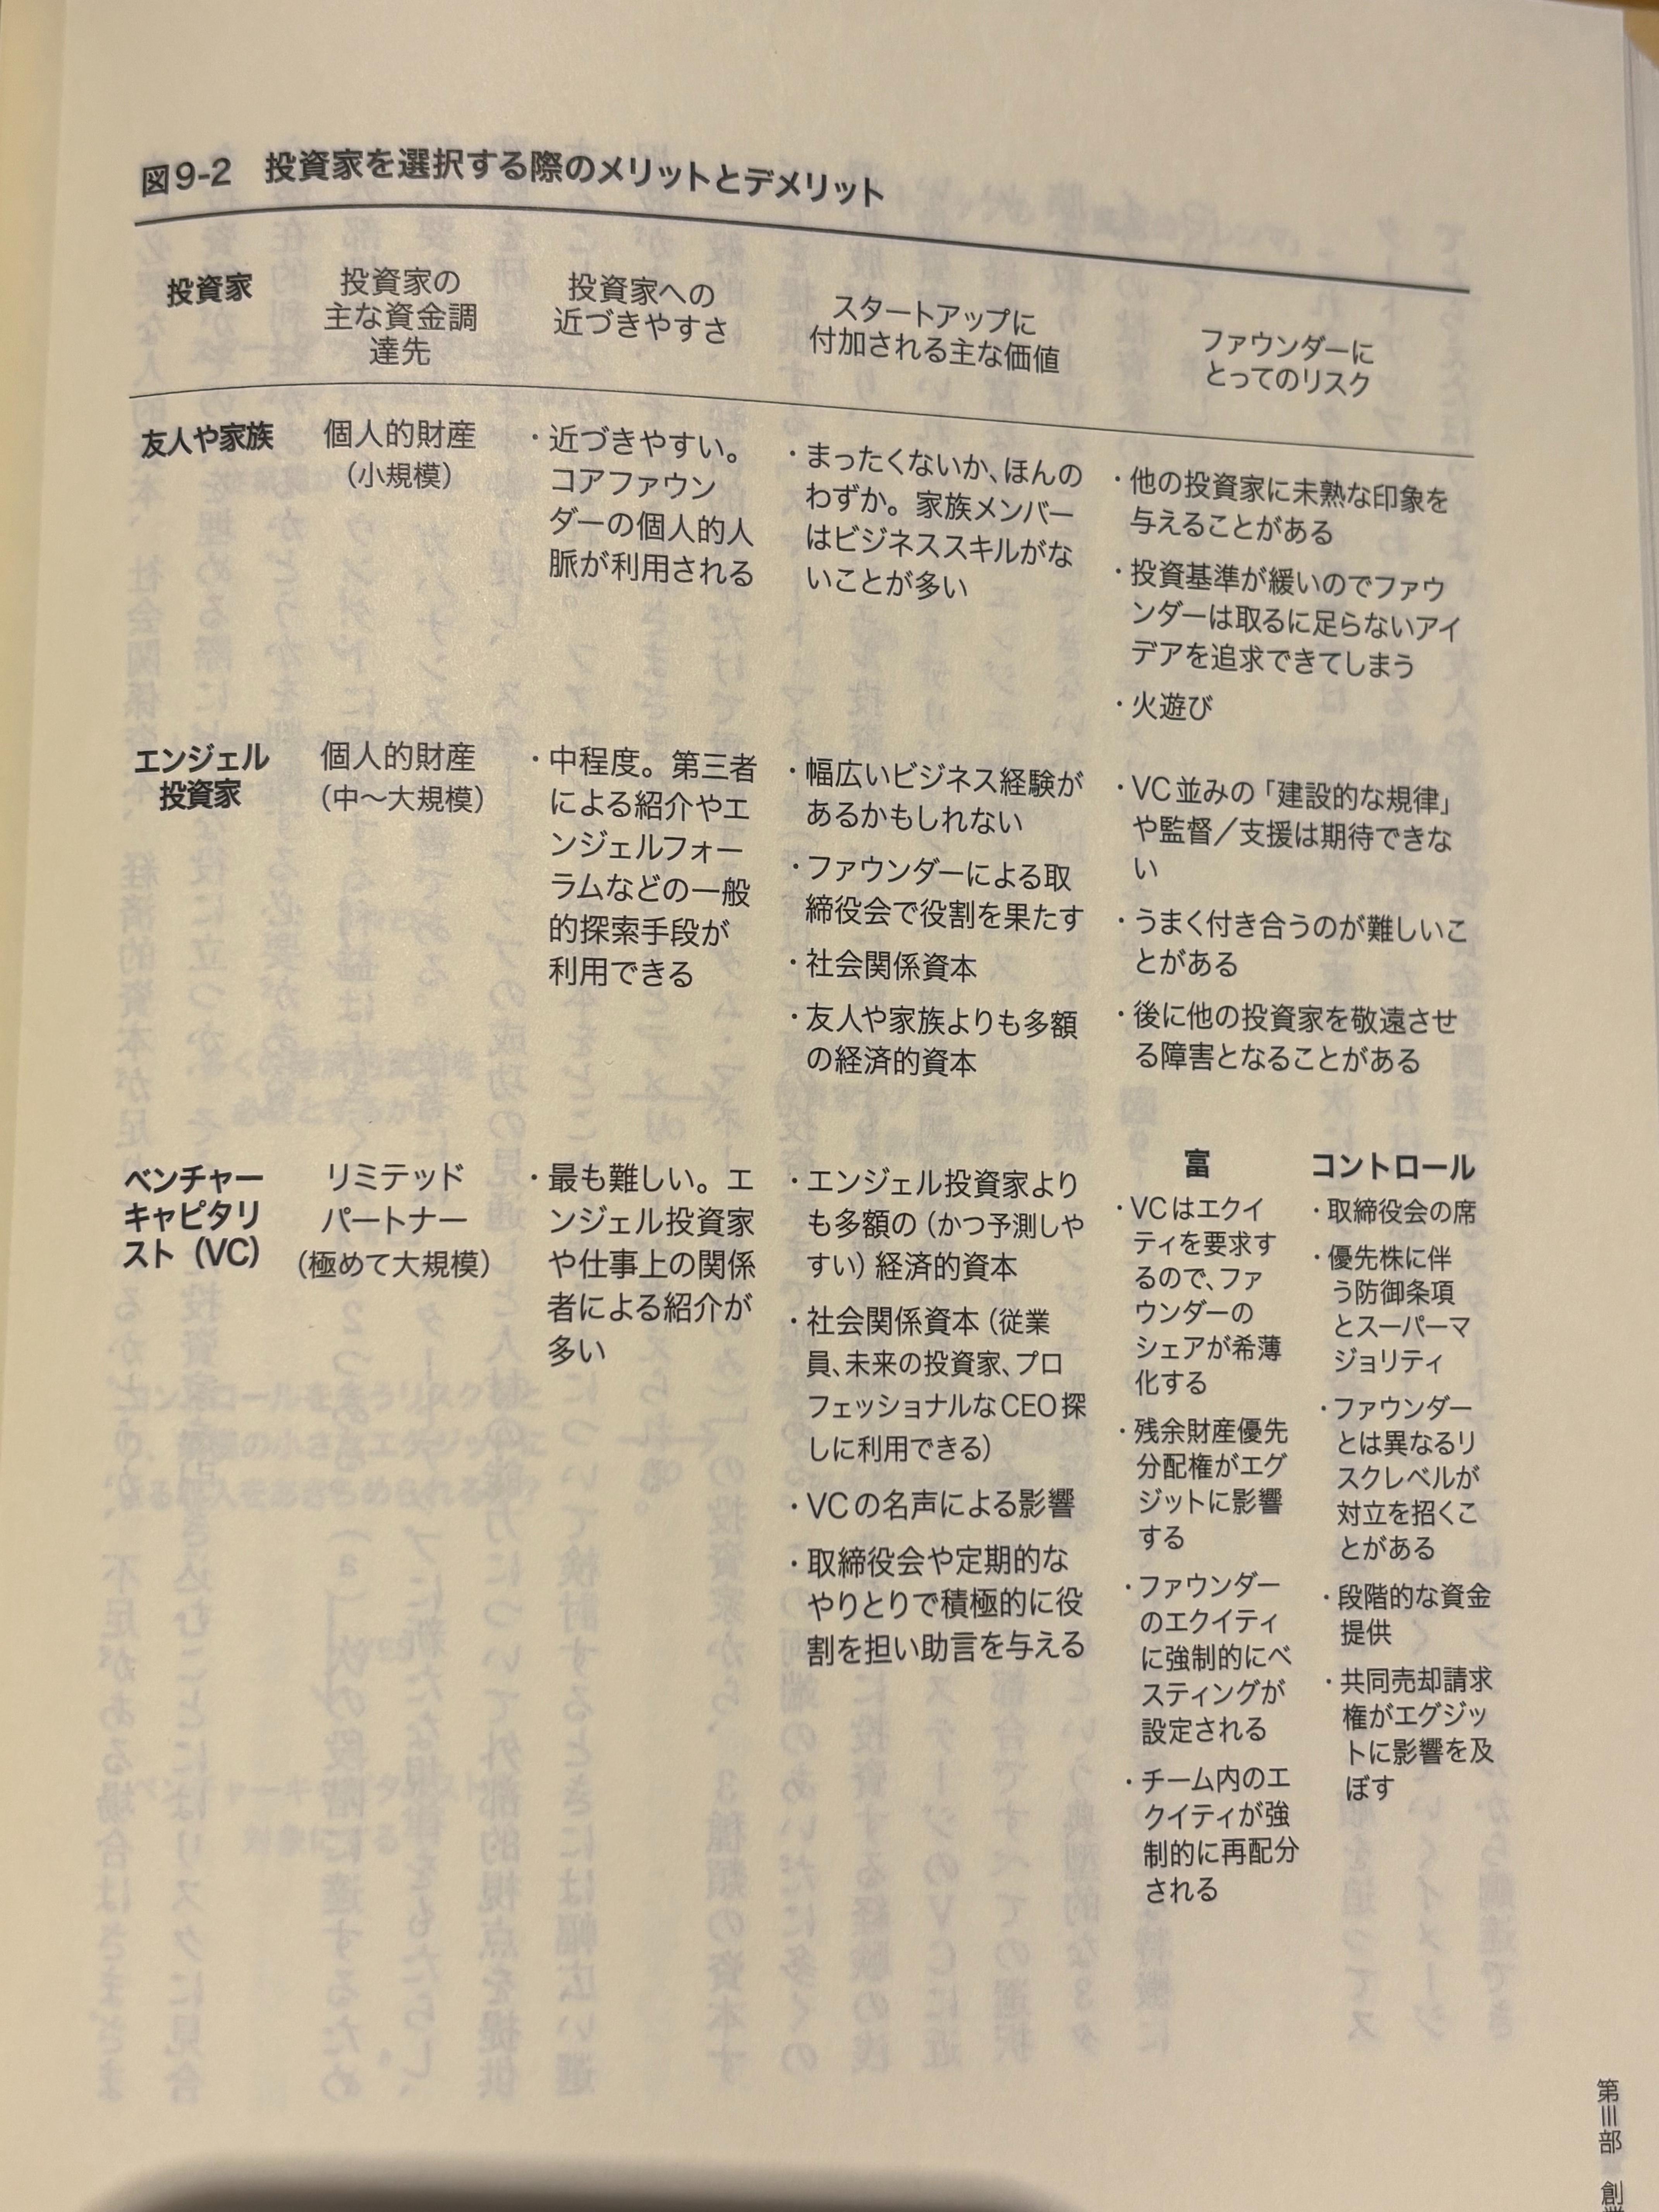 図9-2 投資家を選択する際のメリットとデメリット
投資家
投資家の
主な資金調
達先
投資家への
近づきやすさ
スタートアップに
付加される主な価値
ファウンダーに
とってのリスク
友人や家族
個人的財産
（小規模）
・近づきやすい。
コアファウン
ダーの個人的人
脈が利用される
・まったくないか、ほんの
わずか。家族メンバー
はビジネススキルがな
いことが多い
・他の投資家に未熟な印象を
与えることがある
・投資基準が緩いのでファウ
ンダーは取るに足らないアイ
デアを追求できてしまう
・火遊び
エンジェル
投資家
個人的財産
（中～大規模）
・中程度。第三者
による紹介やエ
ンジェルフォー
ラムなどの一般
的探索手段が
利用できる
・幅広いビジネス経験が
あるかもしれない
・ファウンダーによる取
締役会で役割を果たす
・社会関係資本
・友人や家族よりも多額
の経済的資本
・VC並みの「建設的な規律」
や監督／支援は期待できな
い
・うまく付き合うのが難しいこ
とがある
・後に他の投資家を敬遠させ
る障害となることがある
ベンチャー
キャピタリ
スト（VC）
リミテッド
パートナー
（極めて大規模）
・最も難しい。エ
ンジェル投資家
や仕事上の関係
者による紹介が
多い
・エンジェル投資家より
も多額の（かつ予測しや
すい）経済的資本
・社会関係資本（従業
員、未来の投資家、プロ
フェッショナルなCEO探
しに利用できる）
・VCの名声による影響
・取締役会や定期的な
やりとりで積極的に役
割を担い助言を与える
富
・VCはエクイ
ティを要求す
るので、ファ
ウンダーの
シェアが希薄
化する
・残余財産優先
分配権がエグ
ジットに影響
する
・ファウンダー
のエクイティ
に強制的にベ
スティングが
設定される
・チーム内のエ
クイティが強
制的に再配分
される
コントロール
・取締役会の席
・優先株に伴
う防御条項
とスーパーマ
ジョリティ
・ファウンダー
とは異なるリ
スクレベルが
対立を招くこ
とがある
・段階的な資金
提供
・共同売却請求
権がエグジッ
トに影響を及
ぼす
第III部 創